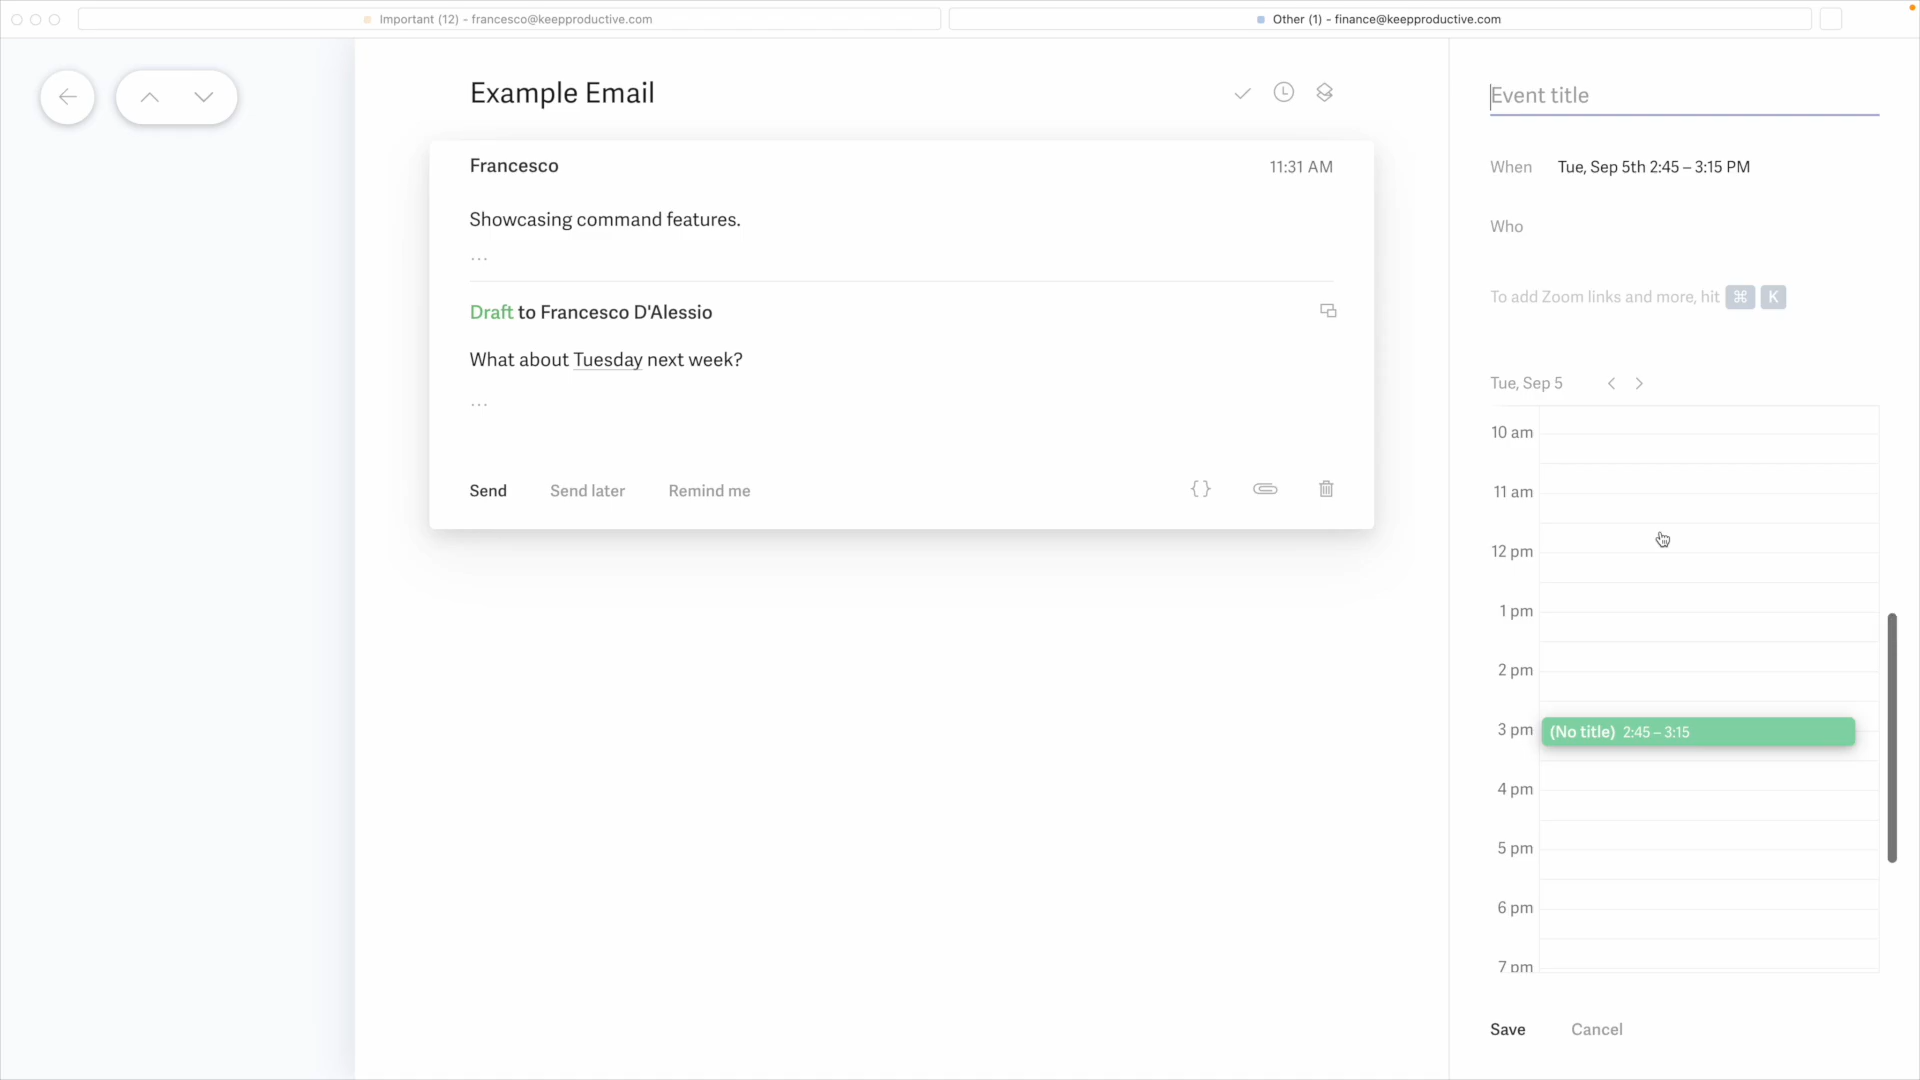 Important (12) - francesco@keepproductive.com
Other (1) - finance@keepproductive.com
Example Email
Francesco
11:31 AM
Showcasing command features.
...
Draft to Francesco D'Alessio
What about Tuesday next week?
...
Send
Send later
Remind me
{}
Event title
When
Tue, Sep 5th 2:45 – 3:15 PM
Who
To add Zoom links and more, hit ⌘ K
Tue, Sep 5
10 am
11 am
12 pm
1 pm
2 pm
3 pm
(No title) 2:45 – 3:15
4 pm
5 pm
6 pm
7 pm
Save
Cancel